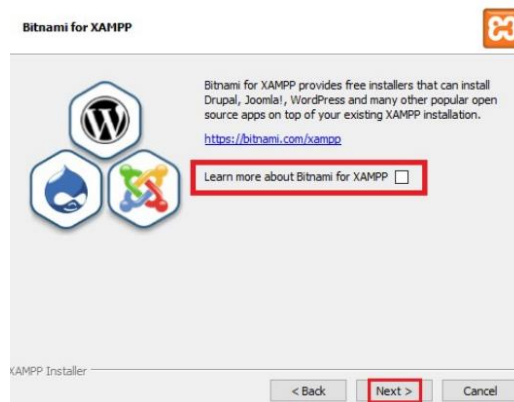 Bitnami for XAMPP
Bitnami for XAMPP provides free installers that can install
Drupal, Joomla!, WordPress and many other popular open
source apps on top of your existing XAMPP installation.
https://bitnami.com/xampp
Learn more about Bitnami for XAMPP
XAMPP Installer
< Back
Next >
Cancel